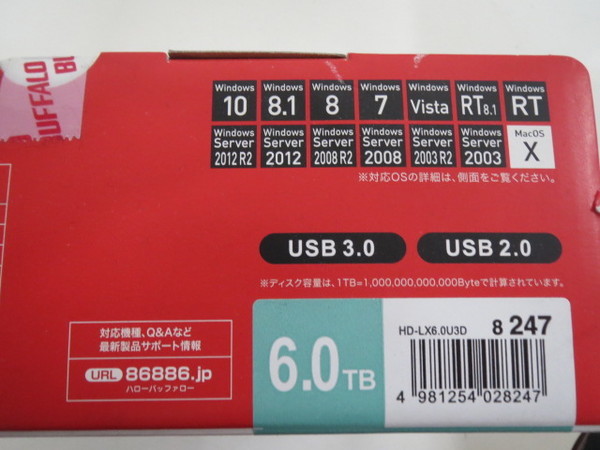 BUFFALO
BU
Windows 10
Windows 8.1
Windows 8
Windows 7
Windows Vista
Windows RT8.1
Windows RT
Windows Server 2012 R2
Windows Server 2012
Windows Server 2008 R2
Windows Server 2008
Windows Server 2003 R2
Windows Server 2003
MacOS X
※対応OSの詳細は、側面をご覧ください。
USB 3.0
USB 2.0
※ディスク容量は、1TB=1,000,000,000,000Byteで計算されています。
対応機種、Q&Aなど
最新製品サポート情報
URL 86886.jp
ハローバッファロー
6.0TB
HD-LX6.0U3D
8 247
4 981254 028247